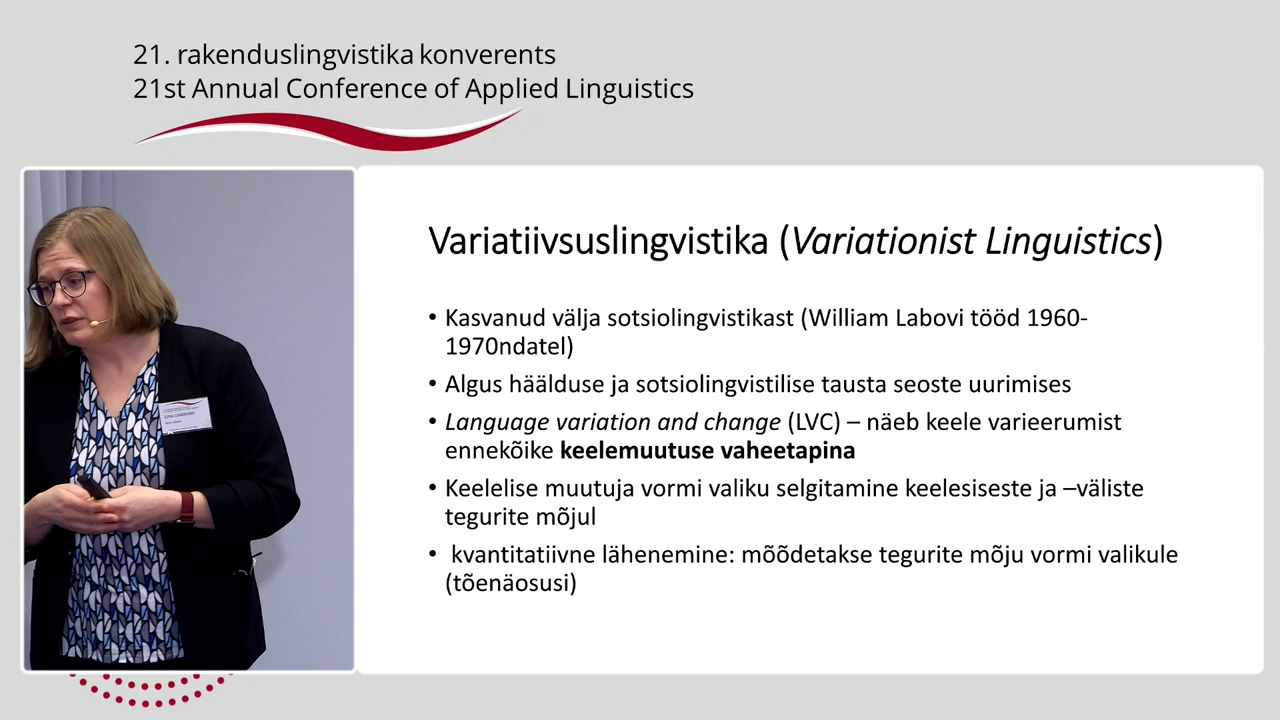 21. rakenduslingvistika konverents
21st Annual Conference of Applied Linguistics
Variatiivsuslingvistika (Variationist Linguistics)
• Kasvanud välja sotsiolingvistikast (William Labovi tööd 1960-
1970ndatel)
• Algus häälduse ja sotsiolingvistilise tausta seoste uurimises
• Language variation and change (LVC) – näeb keele varieerumist
ennekõike keelemuutuse vaheetapina
• Keelelise muutuja vormi valiku selgitamine keelesiseste ja –väliste
tegurite mõjul
• kvantitatiivne lähenemine: mõõdetakse tegurite mõju vormi valikule
(tõenäosusi)